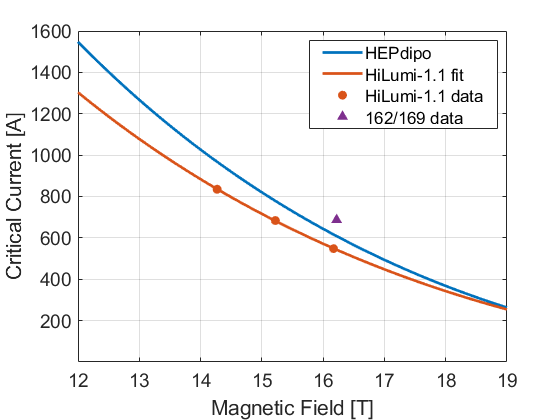 1600
1400
1200
1000
800
600
400
200
Critical Current [A]
HEPdipo
HiLumi-1.1 fit
HiLumi-1.1 data
162/169 data
12 13 14 15 16 17 18 19
Magnetic Field [T]